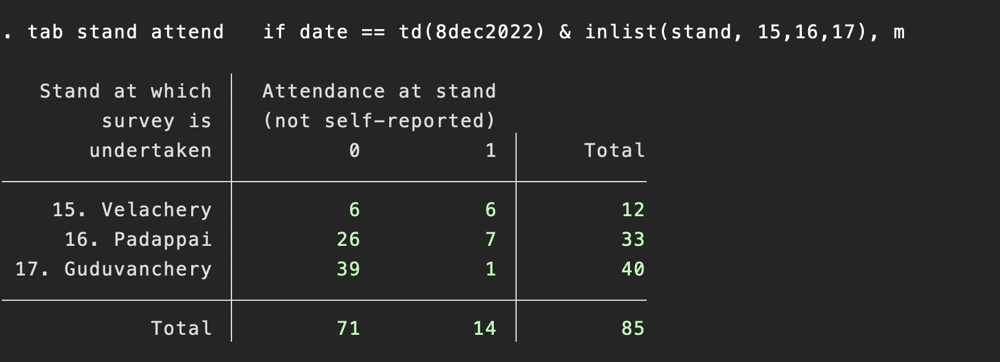 . tab stand attend   if date == td(8dec2022) & inlist(stand, 15,16,17), m
Stand at which Attendance at stand
survey is (not self-reported)
undertaken 0 1 Total
15. Velachery 6 6 12
16. Padappai 26 7 33
17. Guduvanchery 39 1 40
Total 71 14 85